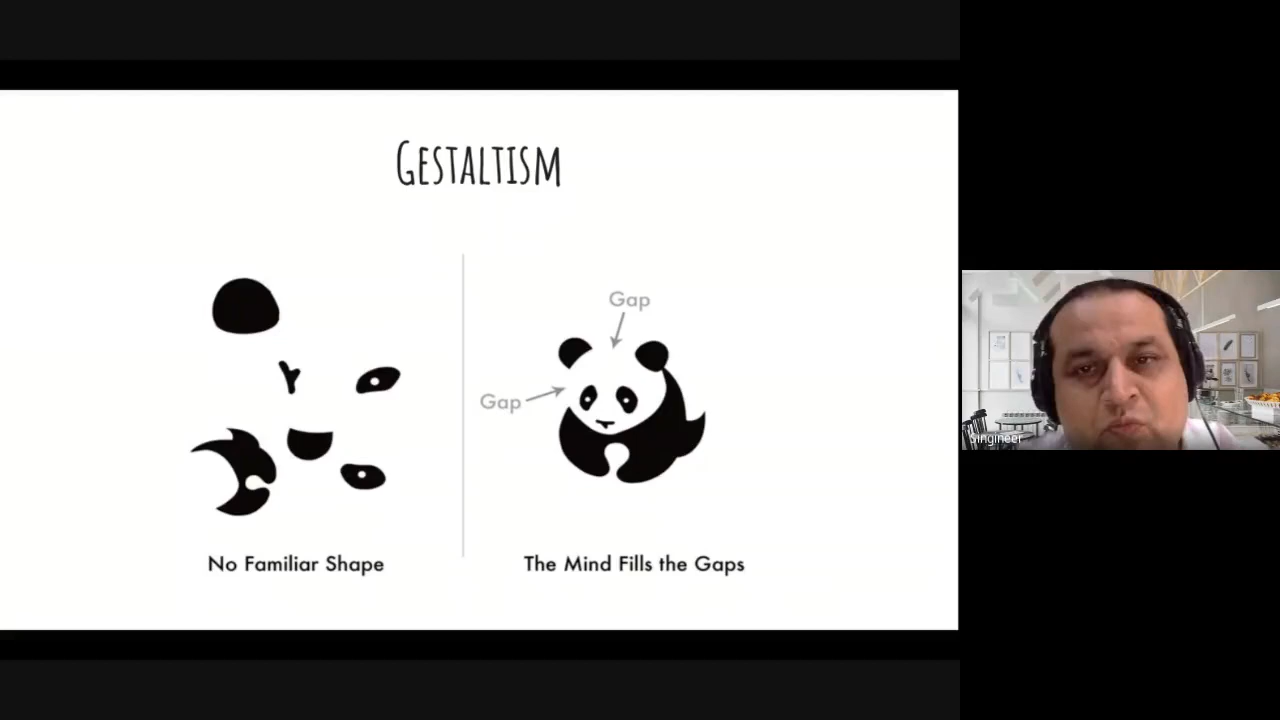 GESTALTISM
Gap
Gap
No Familiar Shape
The Mind Fills the Gaps
Singineer